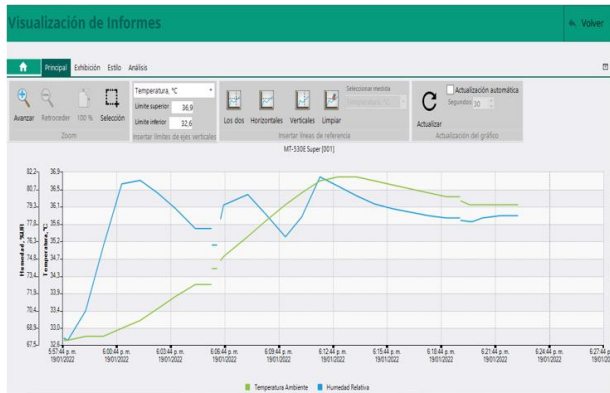 Visualización de Informes
Volver
Principal Exhibición Estilo Análisis
Avanzar Retroceder 100 % Selección
Zoom
Temperatura, °C
Límite superior 36,9
Límite inferior 32,6
Insertar límites de ejes verticales
Los dos Horizontales Verticales Limpiar
Seleccionar medida
Temperatura, °C
Insertar líneas de referencia
Actualizar
Actualización automática
Segundos: 30
Actualización del gráfico
MT-530E Super [001]
Humedad, %UR
Temperatura, °C
82.2 36.9
80.7 36.5
79.3 36.1
77.8 35.6
76.3 35.2
74.8 34.7
73.4 34.3
71.9 33.9
70.4 33.4
68.9 33.0
67.5 32.6
5:57:44 p. m. 6:00:44 p. m. 6:03:44 p. m. 6:06:44 p. m. 6:09:44 p. m. 6:12:44 p. m. 6:15:44 p. m. 6:18:44 p. m. 6:21:44 p. m. 6:24:44 p. m. 6:27:44 p.
19/01/2022 19/01/2022 19/01/2022 19/01/2022 19/01/2022 19/01/2022 19/01/2022 19/01/2022 19/01/2022 19/01/2022 19/01/2022
Temperatura Ambiente Humedad Relativa